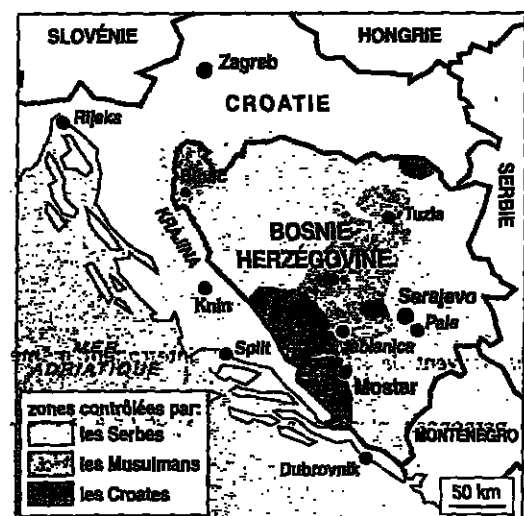 SLOVÉNIE
HONGRIE
Zagreb
CROATIE
Rijeka
SERBIE
KRAJINA
Tuzla
BOSNIE
HERZÉGOVINE
Knin
Sarajevo
Pale
Split
Mostar
MER
ADRIATIQUE
MONTÉNÉGRO
Dubrovnik
zones contrôlées par:
les Serbes
les Musulmans
les Croates
50 km